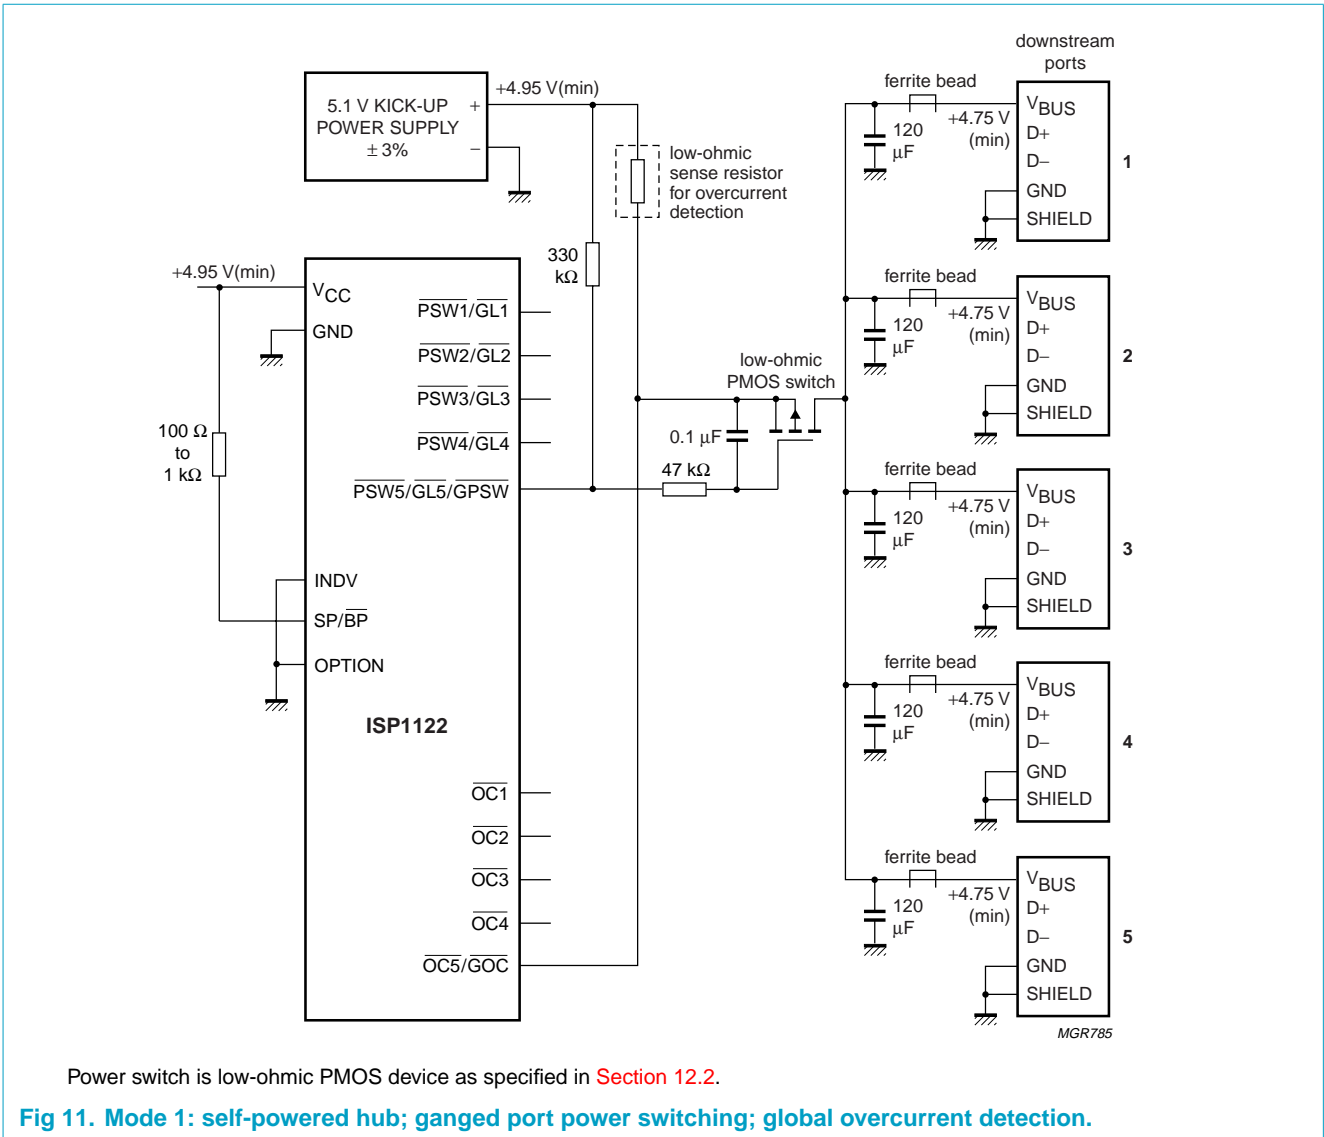 downstream
ports
5.1 V KICK-UP
POWER SUPPLY
± 3%
+
−
+4.95 V(min)
low-ohmic
sense resistor
for overcurrent
detection
330
kΩ
+4.95 V(min)
100 Ω
to
1 kΩ
VCC
GND
INDV
SP/BP
OPTION
ISP1122
PSW1/GL1
PSW2/GL2
PSW3/GL3
PSW4/GL4
PSW5/GL5/GPSW
OC1
OC2
OC3
OC4
OC5/GOC
low-ohmic
PMOS switch
0.1 μF
47 kΩ
ferrite bead
120
μF
+4.75 V
(min)
VBUS
D+
D−
GND
SHIELD
1
ferrite bead
120
μF
+4.75 V
(min)
VBUS
D+
D−
GND
SHIELD
2
ferrite bead
120
μF
+4.75 V
(min)
VBUS
D+
D−
GND
SHIELD
3
ferrite bead
120
μF
+4.75 V
(min)
VBUS
D+
D−
GND
SHIELD
4
ferrite bead
120
μF
+4.75 V
(min)
VBUS
D+
D−
GND
SHIELD
5
MGR785
Power switch is low-ohmic PMOS device as specified in Section 12.2.
Fig 11. Mode 1: self-powered hub; ganged port power switching; global overcurrent detection.